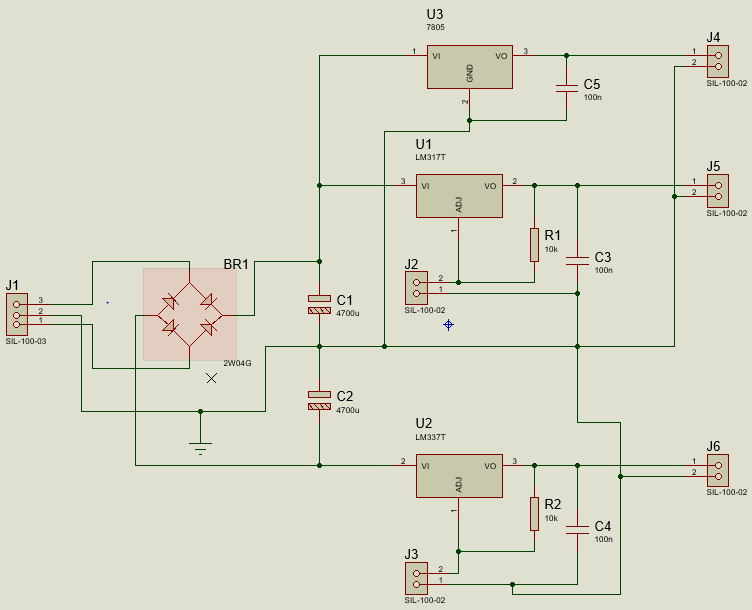 U3
7805
1
VI
VO
3
GND
2
C5
100n
J4
1
2
SIL-100-02
U1
LM317T
3
VI
VO
2
ADJ
1
R1
10k
C3
100n
J5
1
2
SIL-100-02
J2
2
1
SIL-100-02
BR1
2W04G
J1
3
2
1
SIL-100-03
C1
4700u
C2
4700u
U2
LM337T
2
VI
VO
3
ADJ
1
R2
10k
C4
100n
J6
1
2
SIL-100-02
J3
2
1
SIL-100-02